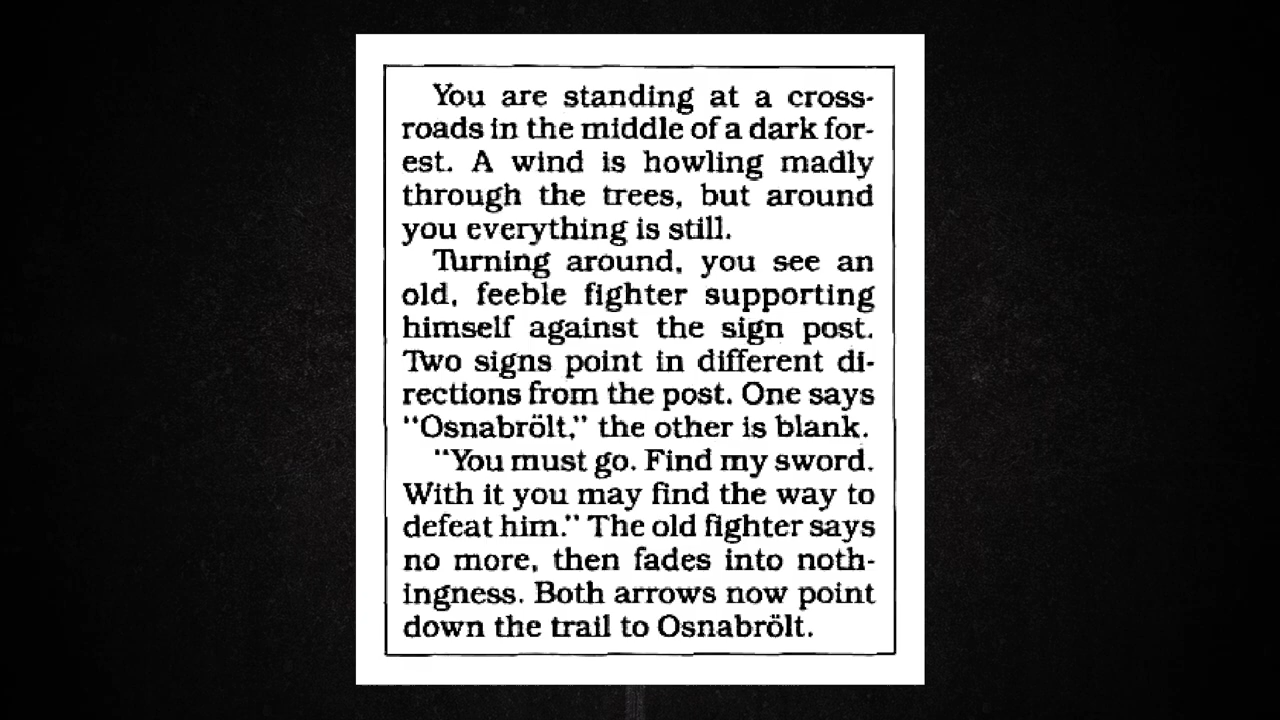 You are standing at a cross-
roads in the middle of a dark for-
est. A wind is howling madly
through the trees, but around
you everything is still.
Turning around, you see an
old, feeble fighter supporting
himself against the sign post.
Two signs point in different di-
rections from the post. One says
"Osnabrölt," the other is blank.
"You must go. Find my sword.
With it you may find the way to
defeat him." The old fighter says
no more, then fades into noth-
ingness. Both arrows now point
down the trail to Osnabrölt.